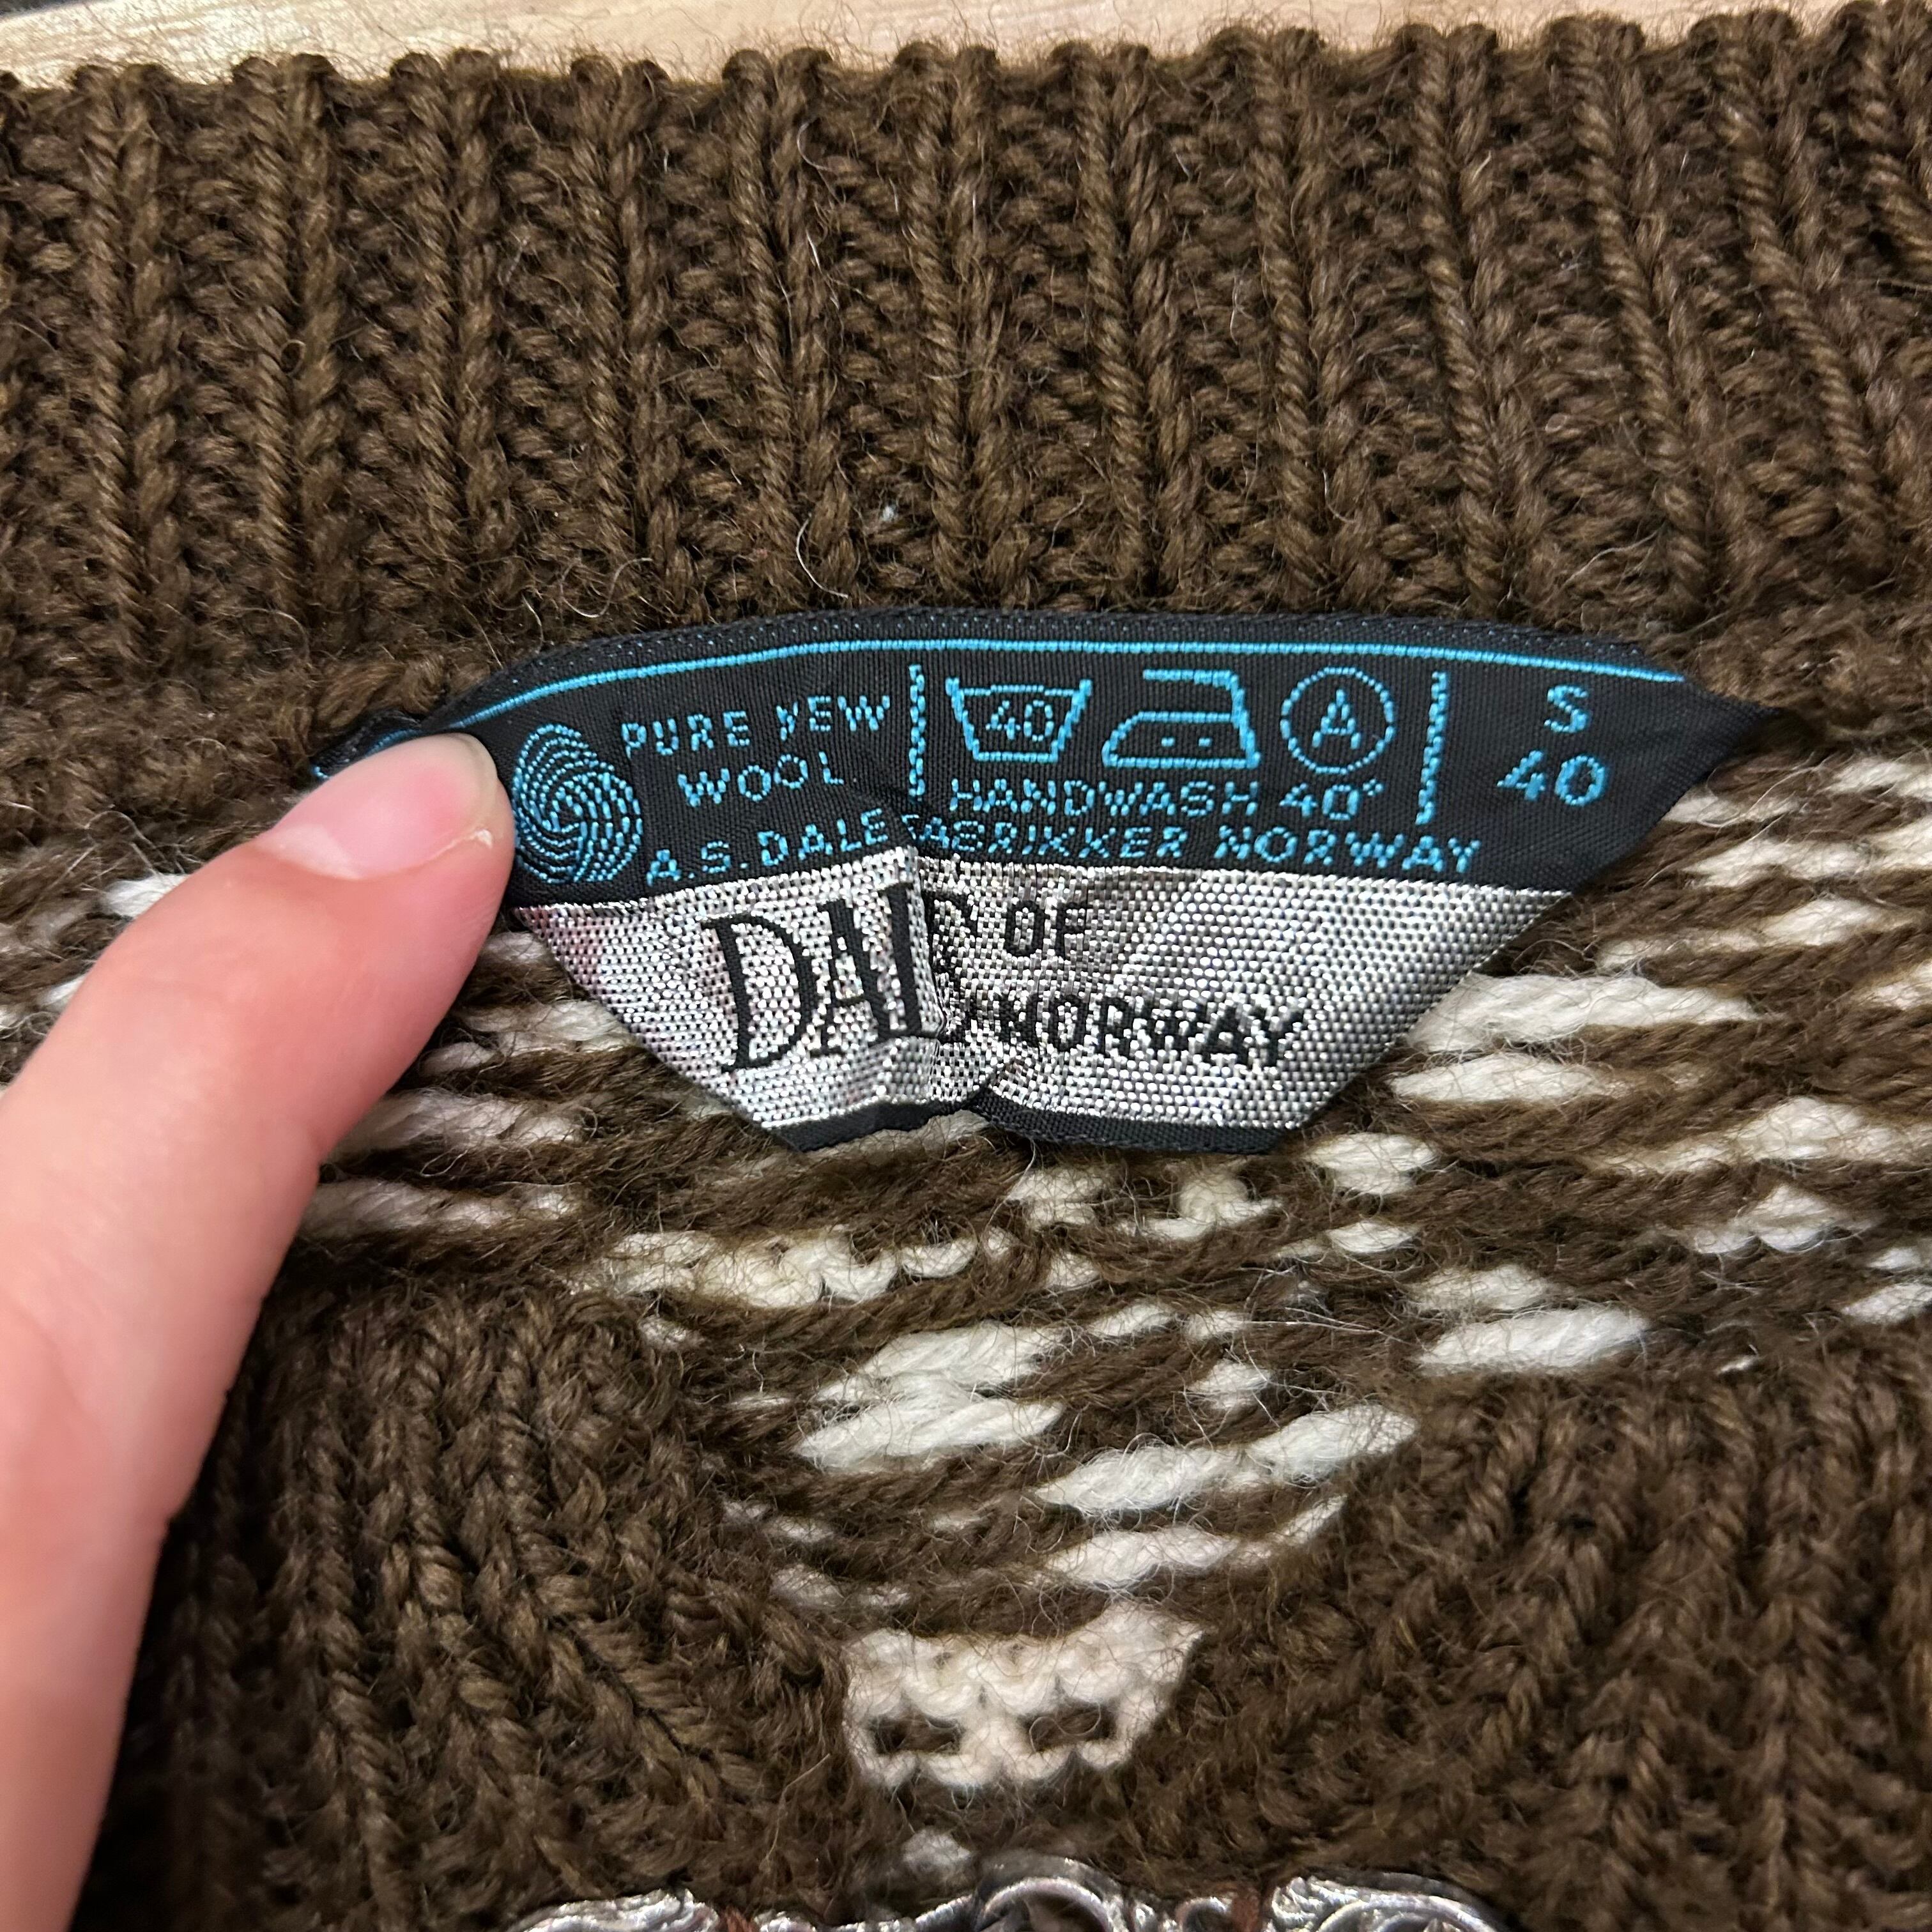 PURE NEW
WOOL
40
A
HANDWASH 40°
S
40
A.S. DALE FABRIKKER NORWAY
OF
NORWAY